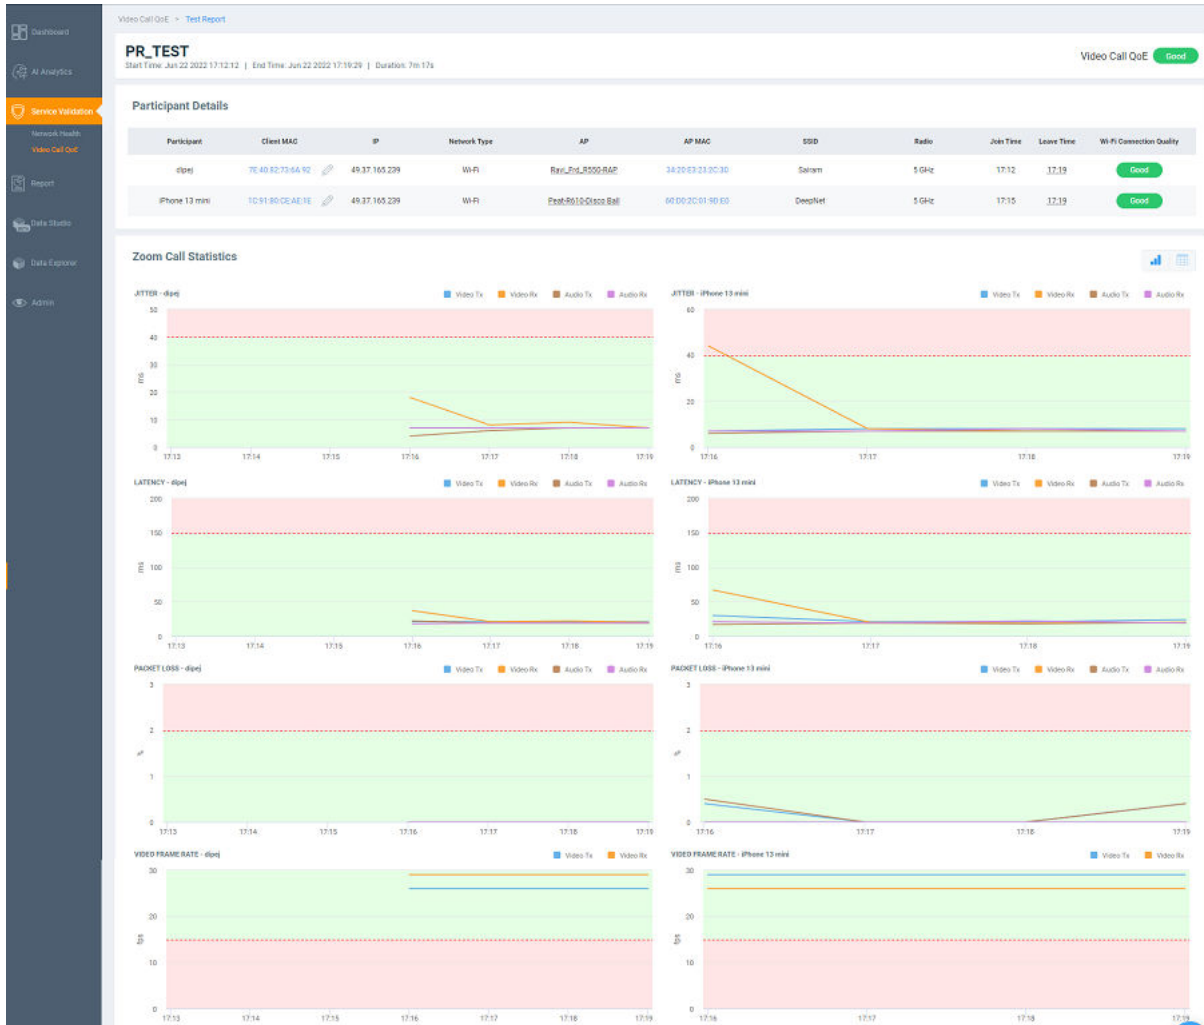 Video Call QoE > Test Report
Dashboard
AI Analytics
Service Validation
Network Health
Video Call QoE
Report
Data Studio
Data Explorer
Admin
PR_TEST
Start Time: Jun 22 2022 17:12:12 | End Time: Jun 22 2022 17:19:29 | Duration: 7m 17s
Video Call QoE Good
Participant Details
Participant Client MAC IP Network Type AP AP MAC SSID Radio Join Time Leave Time Wi-Fi Connection Quality
dipej 7E:40:82:73:6A:92 49.37.165.239 Wi-Fi Ravi_Frd_R550-RAP 34:20:E3:23:2C:30 Sairam 5 GHz 17:12 17:19 Good
iPhone 13 mini 1C:91:80:CE:AE:1E 49.37.165.239 Wi-Fi Peat-R610-Disco Ball 60:D0:2C:01:9D:E0 DeepNet 5 GHz 17:15 17:19 Good
Zoom Call Statistics
JITTER - dipej Video Tx Video Rx Audio Tx Audio Rx
50
40
30
ms
20
10
0
17:13 17:14 17:15 17:16 17:17 17:18 17:19
JITTER - iPhone 13 mini Video Tx Video Rx Audio Tx Audio Rx
60
40
ms
20
0
17:16 17:17 17:18 17:19
LATENCY - dipej Video Tx Video Rx Audio Tx Audio Rx
200
150
ms
100
50
0
17:13 17:14 17:15 17:16 17:17 17:18 17:19
LATENCY - iPhone 13 mini Video Tx Video Rx Audio Tx Audio Rx
200
150
ms
100
50
0
17:16 17:17 17:18 17:19
PACKET LOSS - dipej Video Tx Video Rx Audio Tx Audio Rx
3
2
%
1
0
17:13 17:14 17:15 17:16 17:17 17:18 17:19
PACKET LOSS - iPhone 13 mini Video Tx Video Rx Audio Tx Audio Rx
3
2
%
1
0
17:16 17:17 17:18 17:19
VIDEO FRAME RATE - dipej Video Tx Video Rx
30
20
fps
10
0
17:13 17:14 17:15 17:16 17:17 17:18 17:19
VIDEO FRAME RATE - iPhone 13 mini Video Tx Video Rx
30
20
fps
10
0
17:16 17:17 17:18 17:19